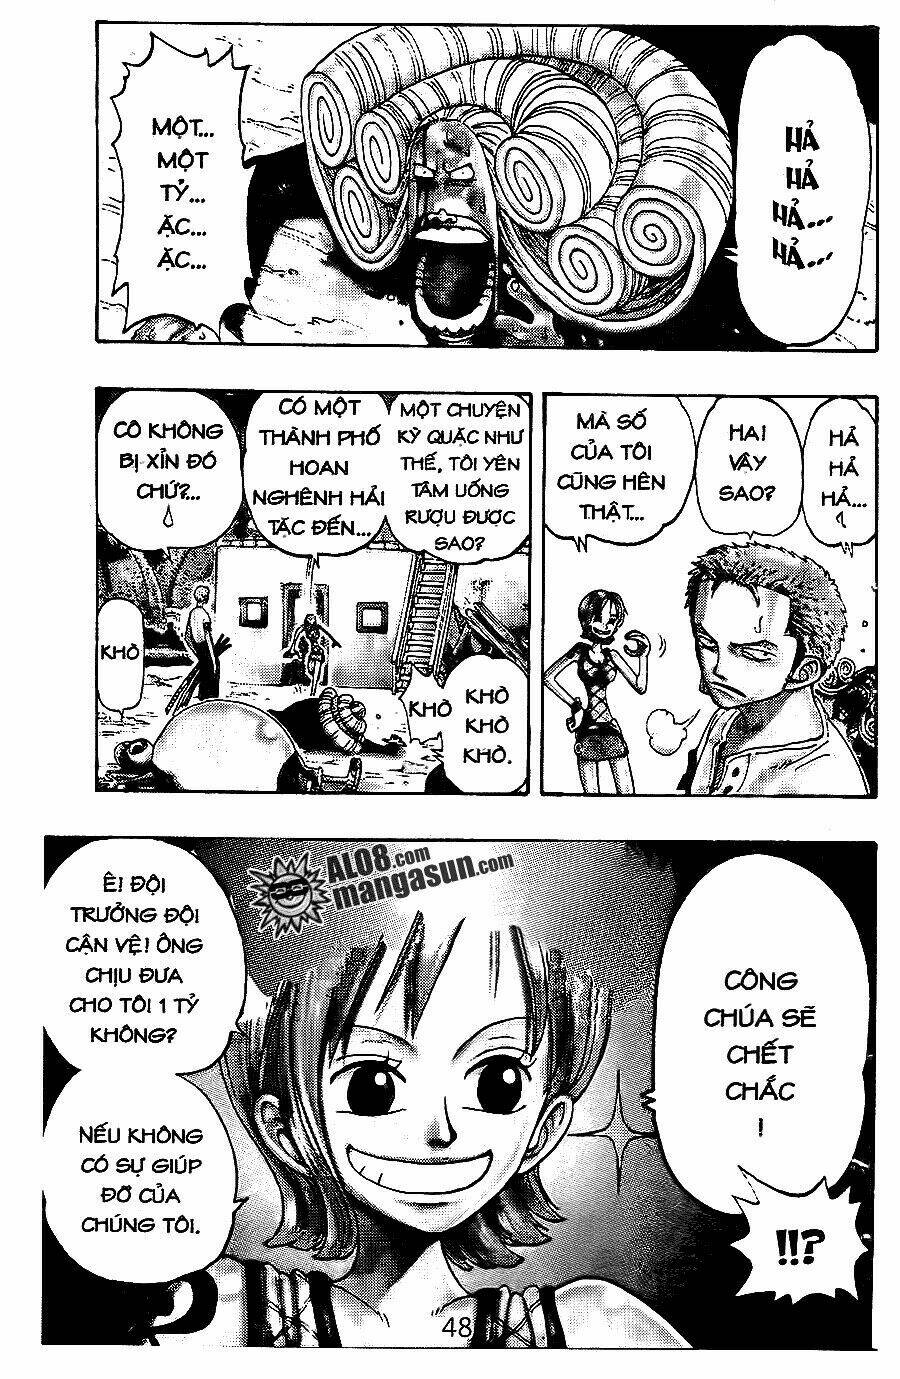 MỘT...
MỘT
TỶ...
ẶC...
ẶC...
HẢ
HẢ
HẢ...
HẢ...
CÔ KHÔNG
BỊ XỈN ĐÓ
CHỨ?...
CÓ MỘT
THÀNH PHỐ
HOAN
NGHÊNH HẢI
TẶC ĐẾN...
MỘT CHUYỆN
KỲ QUẶC NHƯ
THẾ, TÔI YÊN
TÂM UỐNG
RƯỢU ĐƯỢC
SAO?
KHÒ
KHÒ
KHÒ
KHÒ
KHÒ.
MÀ SỐ
CỦA TÔI
CŨNG HÊN
THẬT...
HAI
VẬY
SAO?
HẢ
HẢ
HẢ...
AL08.com
mangasun.com
Ê! ĐỘI
TRƯỞNG ĐỘI
CẬN VỆ! ÔNG
CHỊU ĐƯA
CHO TÔI 1 TỶ
KHÔNG?
NẾU KHÔNG
CÓ SỰ GIÚP
ĐỠ CỦA
CHÚNG TÔI.
CÔNG
CHÚA SẼ
CHẾT
CHẮC
!
!!?
48